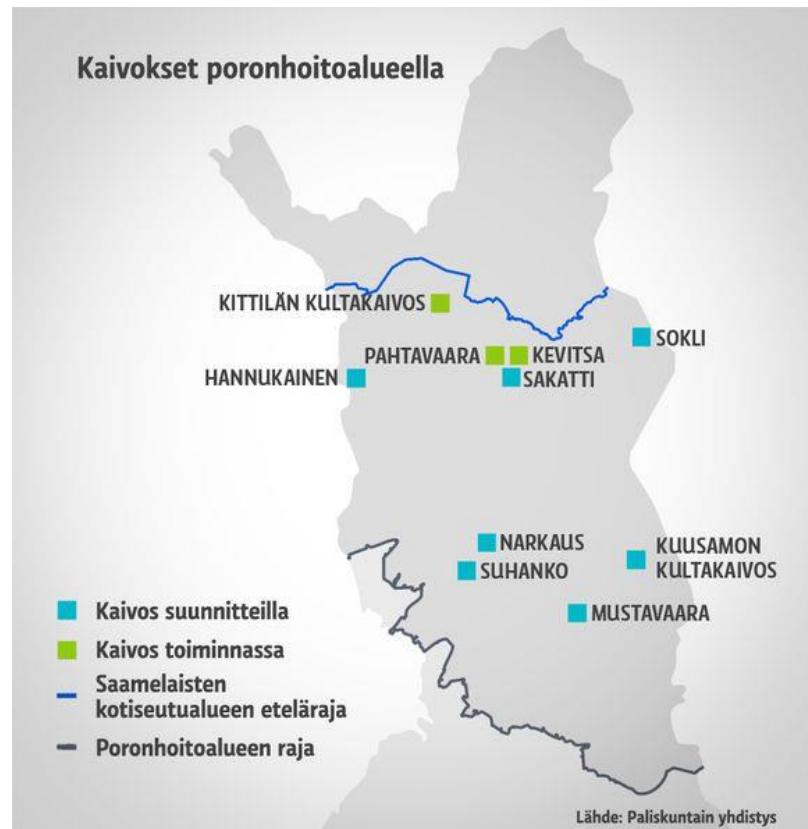 Kaivokset poronhoitoalueella
KITTILÄN KULTAKAIVOS
SOKLI
PAHTAVAARA
KEVITSA
HANNUKAINEN
SAKATTI
NARKAUS
KUUSAMON
KULTAKAIVOS
SUHANKO
MUSTAVAARA
Kaivos suunnitteilla
Kaivos toiminnassa
Saamelaisten
kotiseutualueen eteläraja
Poronhoitoalueen raja
Lähde: Paliskuntain yhdistys